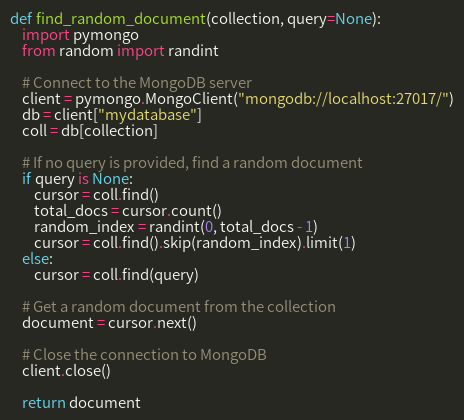 def find_random_document(collection, query=None):
import pymongo
from random import randint
# Connect to the MongoDB server
client = pymongo.MongoClient("mongodb://localhost:27017/")
db = client["mydatabase"]
coll = db[collection]
# If no query is provided, find a random document
if query is None:
cursor = coll.find()
total_docs = cursor.count()
random_index = randint(0, total_docs - 1)
cursor = coll.find().skip(random_index).limit(1)
else:
cursor = coll.find(query)
# Get a random document from the collection
document = cursor.next()
# Close the connection to MongoDB
client.close()
return document